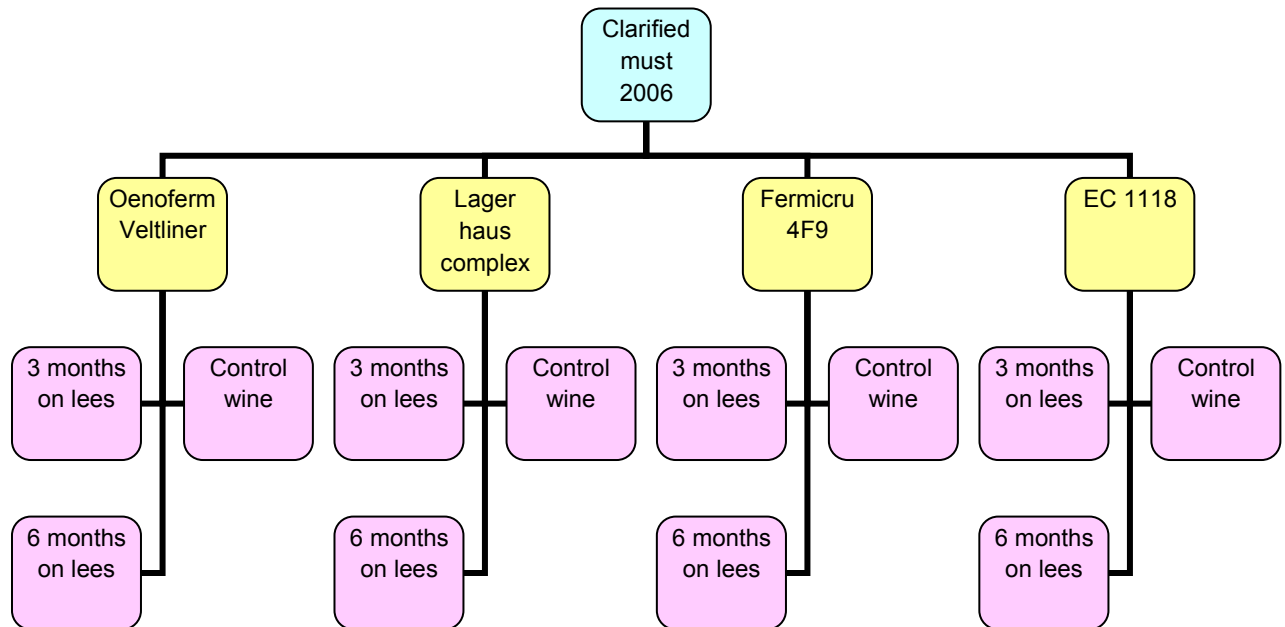 Clarified
must
2006
Oenoferm
Veltliner
Lager
haus
complex
Fermicru
4F9
EC 1118
3 months
on lees
Control
wine
3 months
on lees
Control
wine
3 months
on lees
Control
wine
3 months
on lees
Control
wine
6 months
on lees
6 months
on lees
6 months
on lees
6 months
on lees